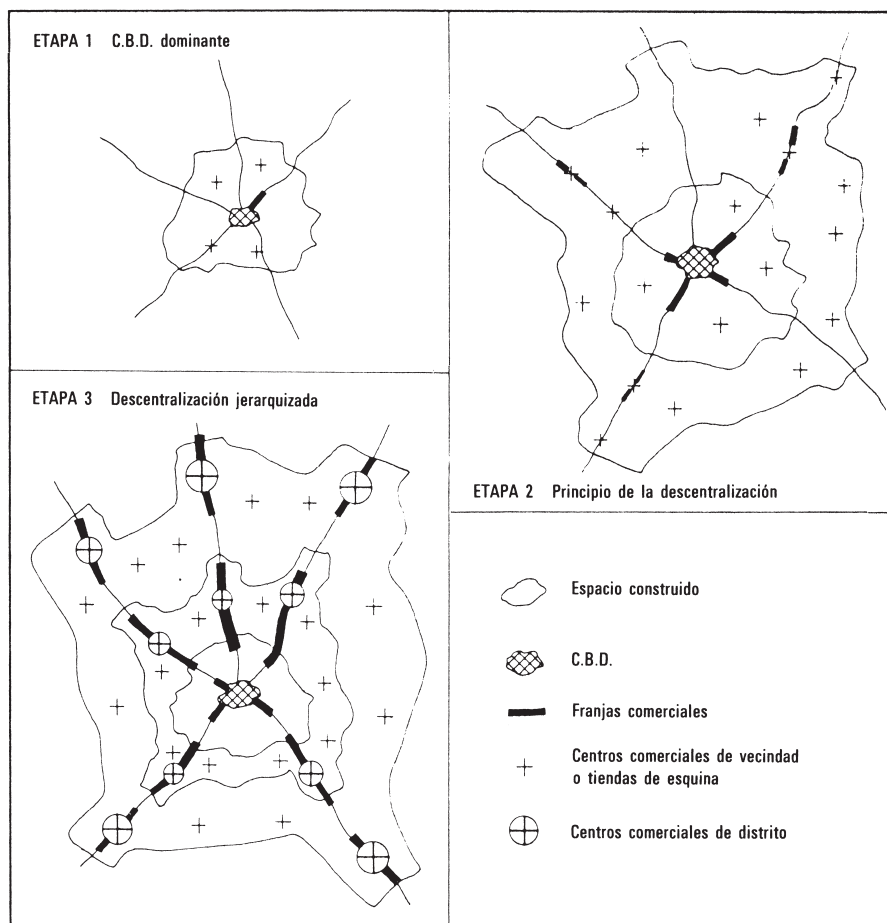 ETAPA 1 C.B.D. dominante
ETAPA 2 Principio de la descentralización
ETAPA 3 Descentralización jerarquizada
Espacio construido
C.B.D.
Franjas comerciales
Centros comerciales de vecindad
o tiendas de esquina
Centros comerciales de distrito